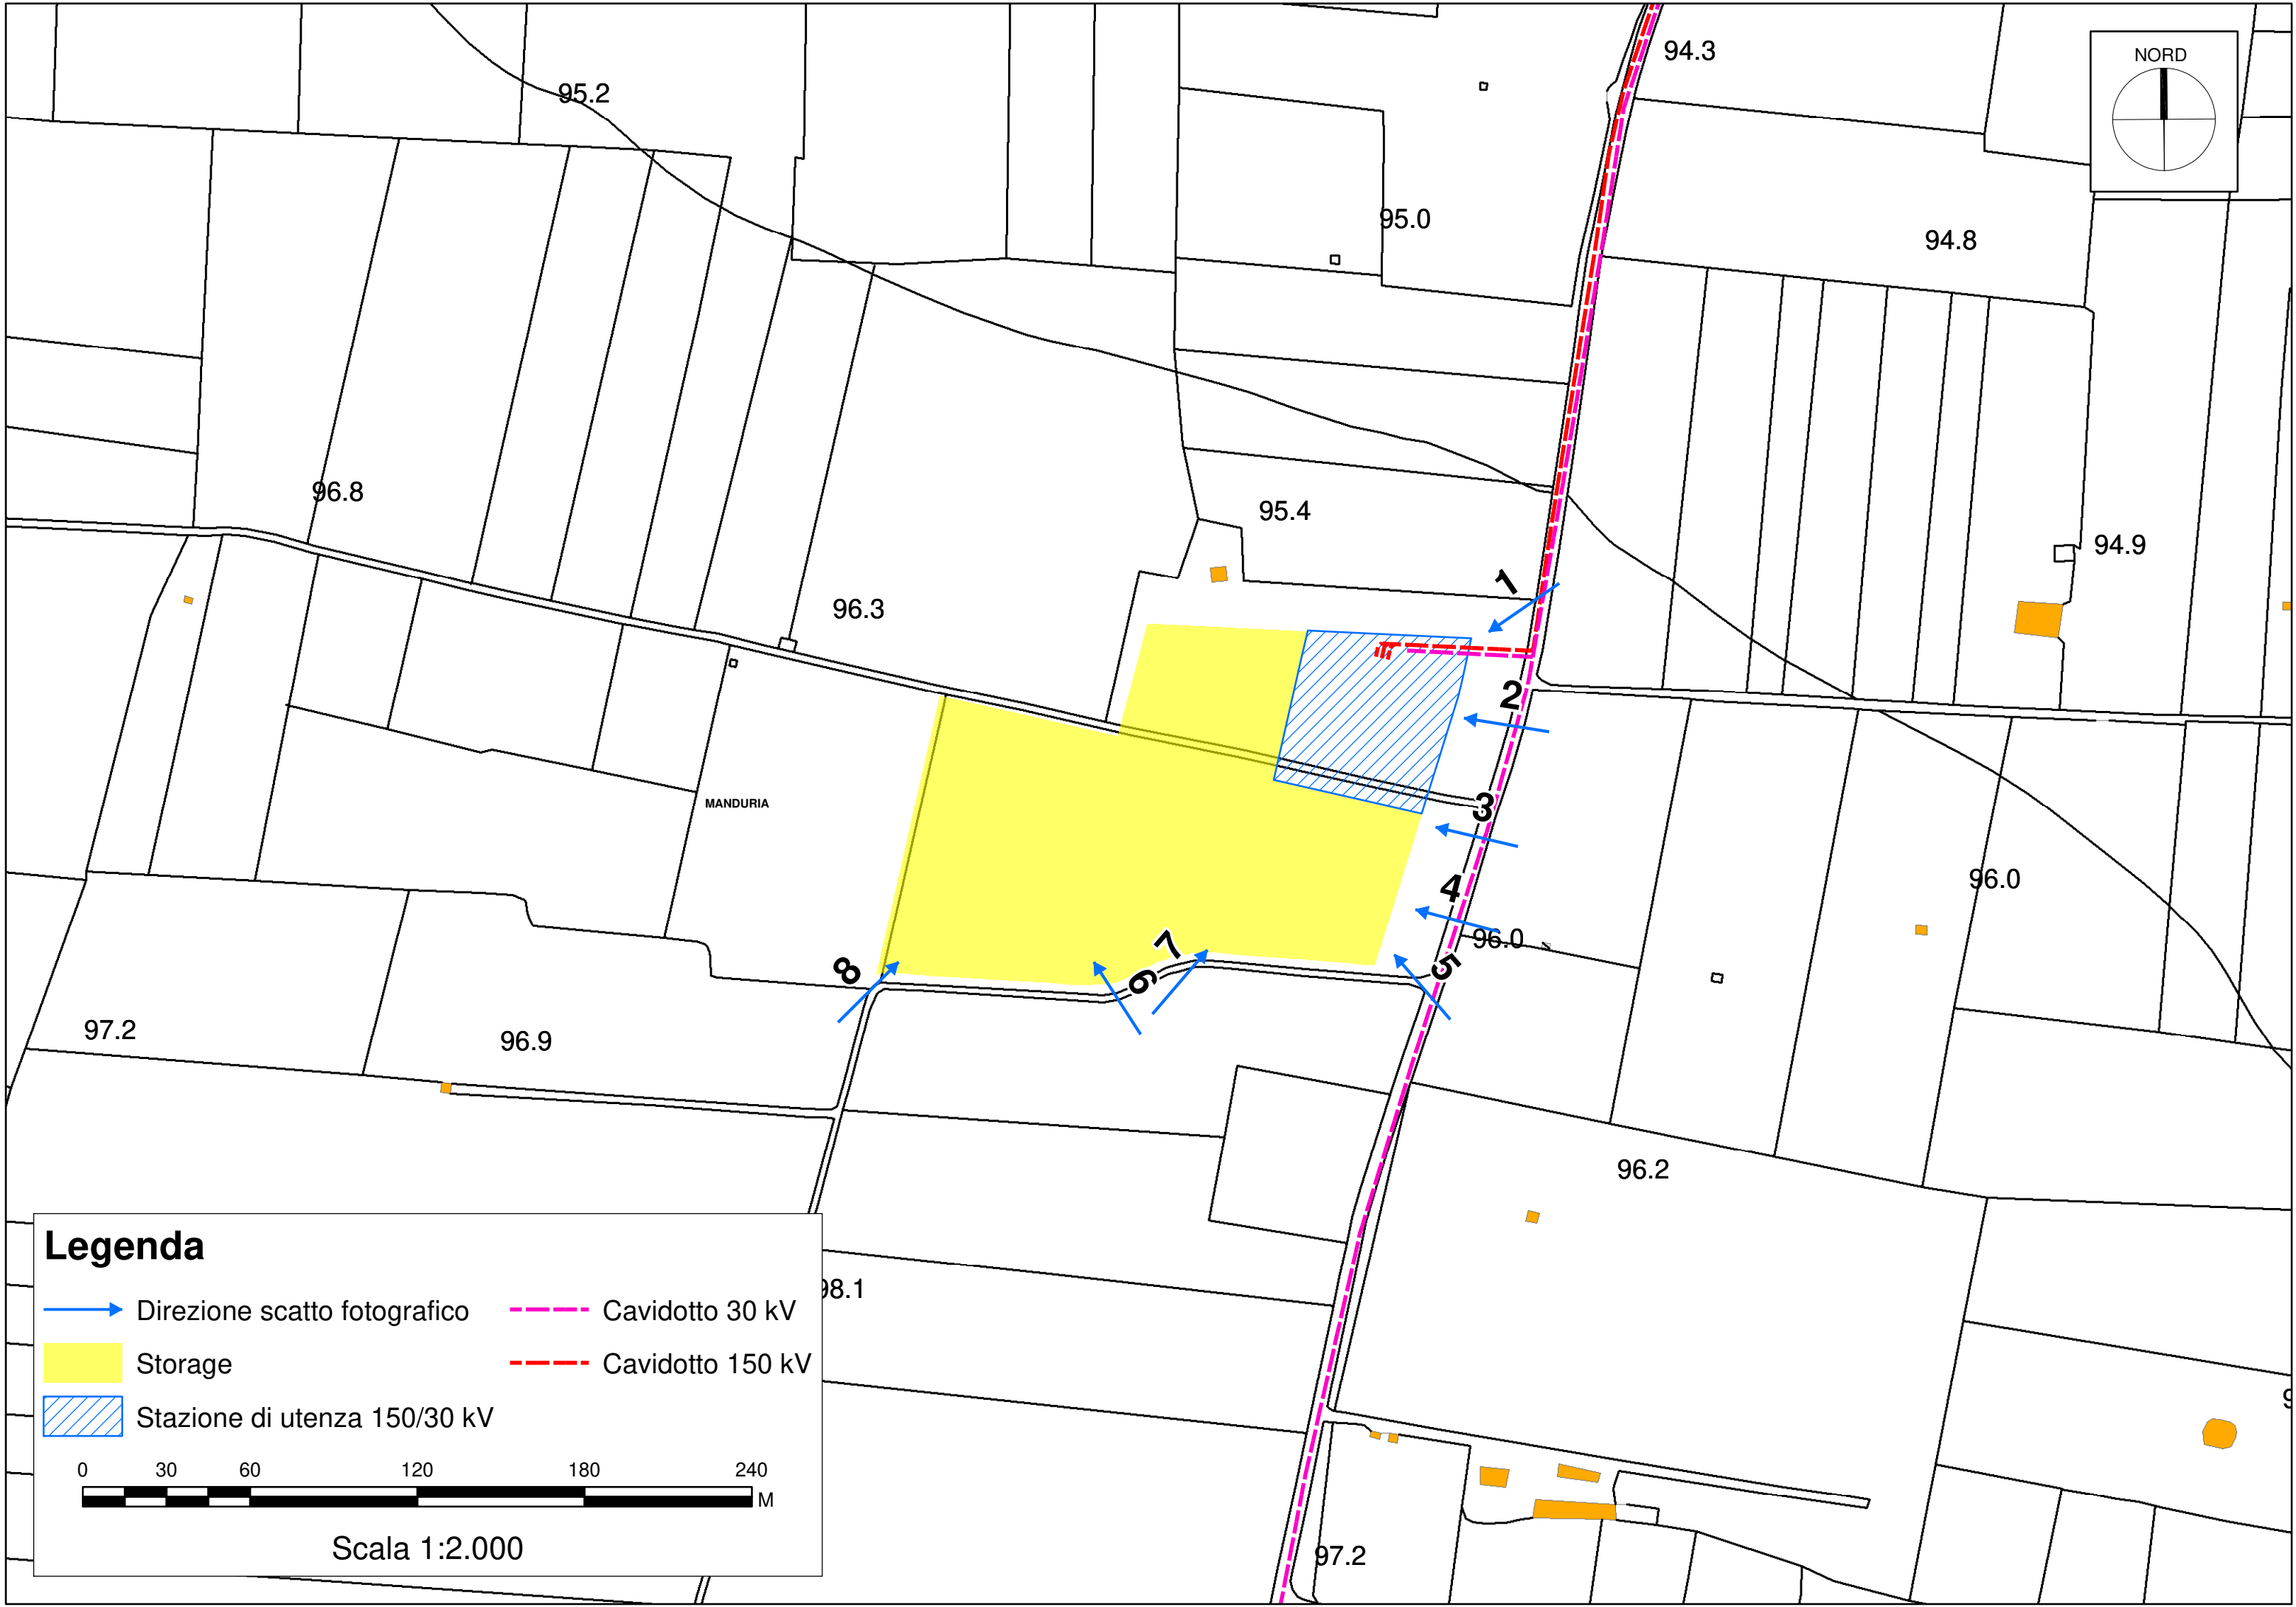 94.3
NORD
95.2
95.0
94.8
96.8
95.4
94.9
1
96.3
2
MANDURIA
3
96.0
4
96.0
7
5
8
6
97.2
96.9
96.2
Legenda
98.1
Direzione scatto fotografico
Cavidotto 30 kV
Storage
Cavidotto 150 kV
Stazione di utenza 150/30 kV
0 30 60 120 180 240
M
Scala 1:2.000
97.2